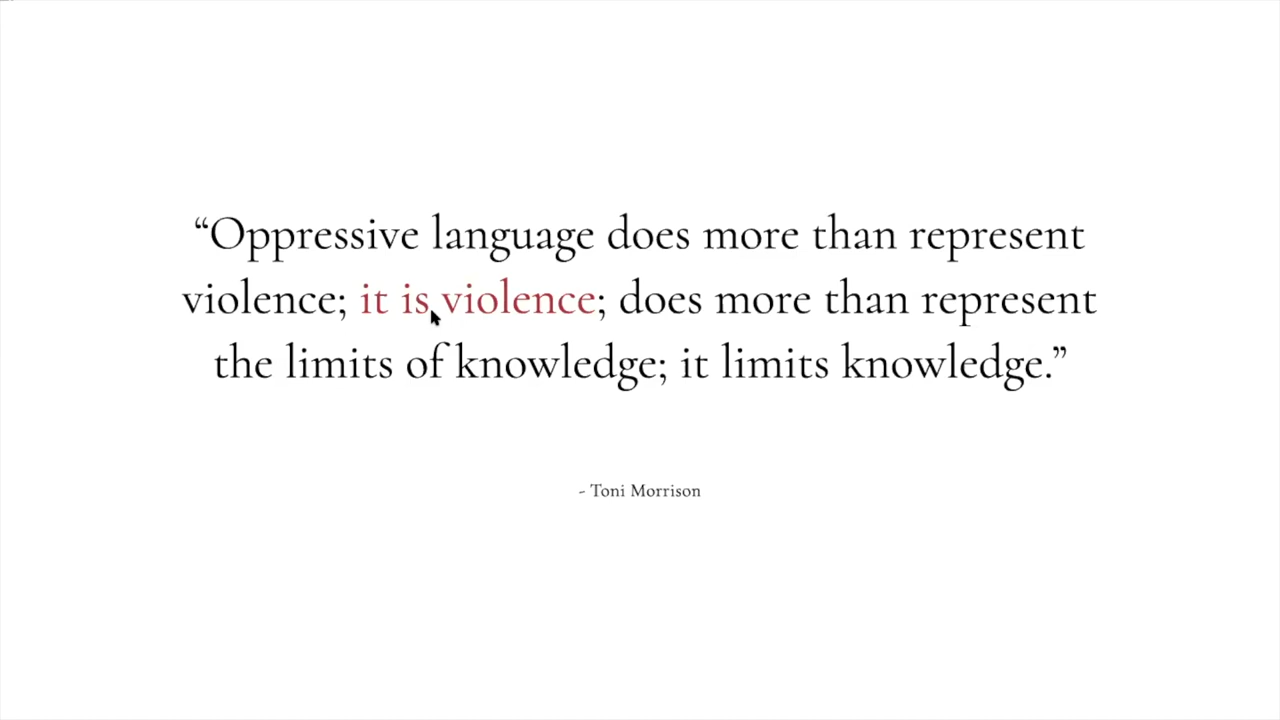 “Oppressive language does more than represent
violence; it is violence; does more than represent
the limits of knowledge; it limits knowledge.”
- Toni Morrison